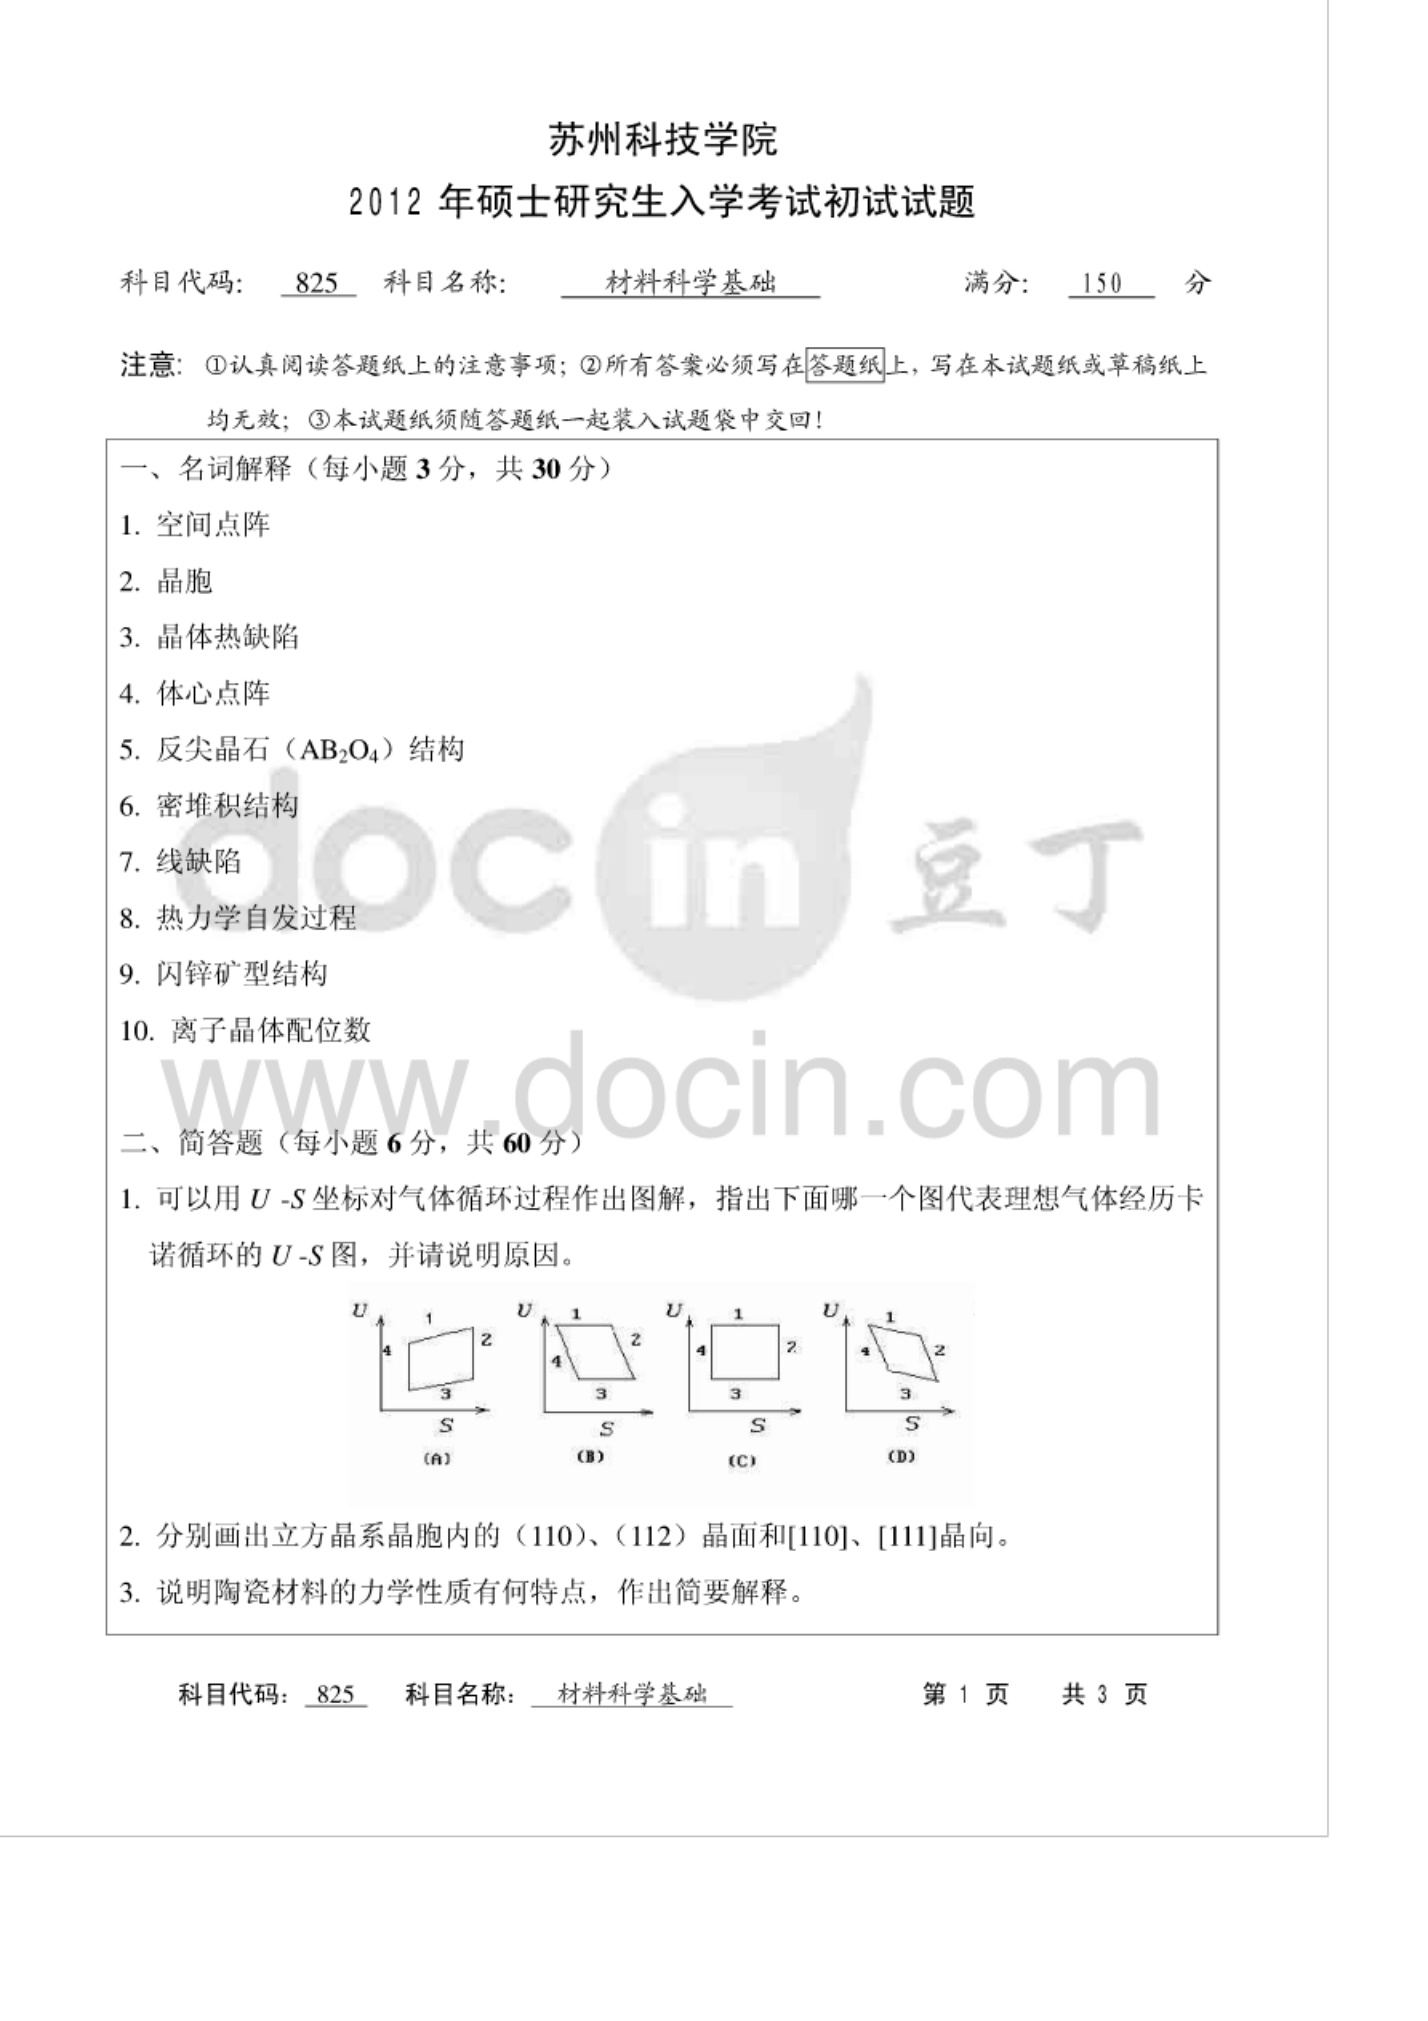 苏州科技学院
2012 年硕士研究生入学考试初试试题
科目代码: 825 科目名称: 材料科学基础 满分: 150 分
注意: ①认真阅读答题纸上的注意事项; ②所有答案必须写在答题纸上, 写在本试题纸或草稿纸上
均无效; ③本试题纸须随答题纸一起装入试题袋中交回!
一、名词解释（每小题 3 分，共 30 分）
1. 空间点阵
2. 晶胞
3. 晶体热缺陷
4. 体心点阵
5. 反尖晶石（AB2O4）结构
6. 密堆积结构
7. 线缺陷
8. 热力学自发过程
9. 闪锌矿型结构
10. 离子晶体配位数
docin 豆丁
www.docin.com
二、简答题（每小题 6 分，共 60 分）
1. 可以用 U -S 坐标对气体循环过程作出图解，指出下面哪一个图代表理想气体经历卡
诺循环的 U -S 图，并请说明原因。
U 1 2 3 4 S (A)
U 1 2 3 4 S (B)
U 1 2 3 4 S (C)
U 1 2 3 4 S (D)
2. 分别画出立方晶系晶胞内的（110）、（112）晶面和[110]、[111]晶向。
3. 说明陶瓷材料的力学性质有何特点，作出简要解释。
科目代码: 825 科目名称: 材料科学基础 第 1 页 共 3 页